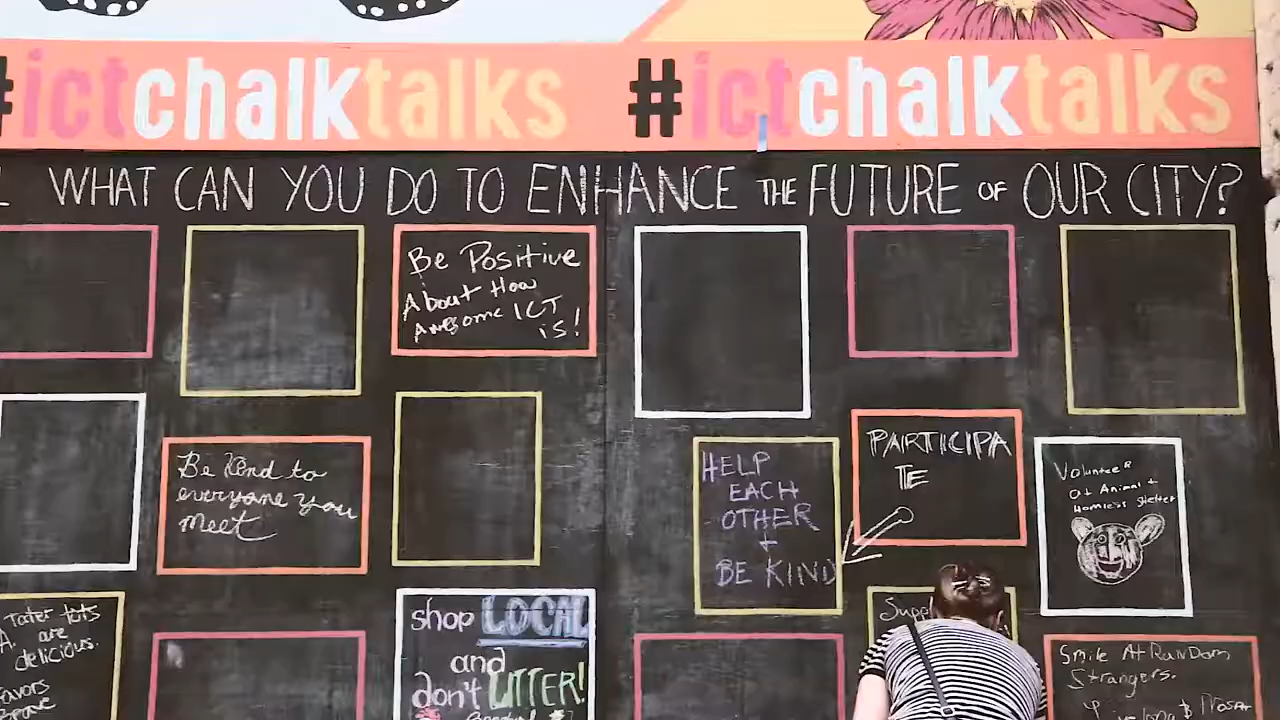 #ictchalktalks #ictchalktalks
WHAT CAN YOU DO TO ENHANCE THE FUTURE OF OUR CITY?
Be Positive
About How
Awesome ICT
is!
Be Kind to
everyone you
meet
HELP
EACH
OTHER
+
BE KIND
PARTICIPA
TE
Volunteer
at Animal +
Homless Shelter
Tater tots
are
delicious.
shop LOCAL
and
don't LITTER!
Supp
Smile At Random
Strangers.